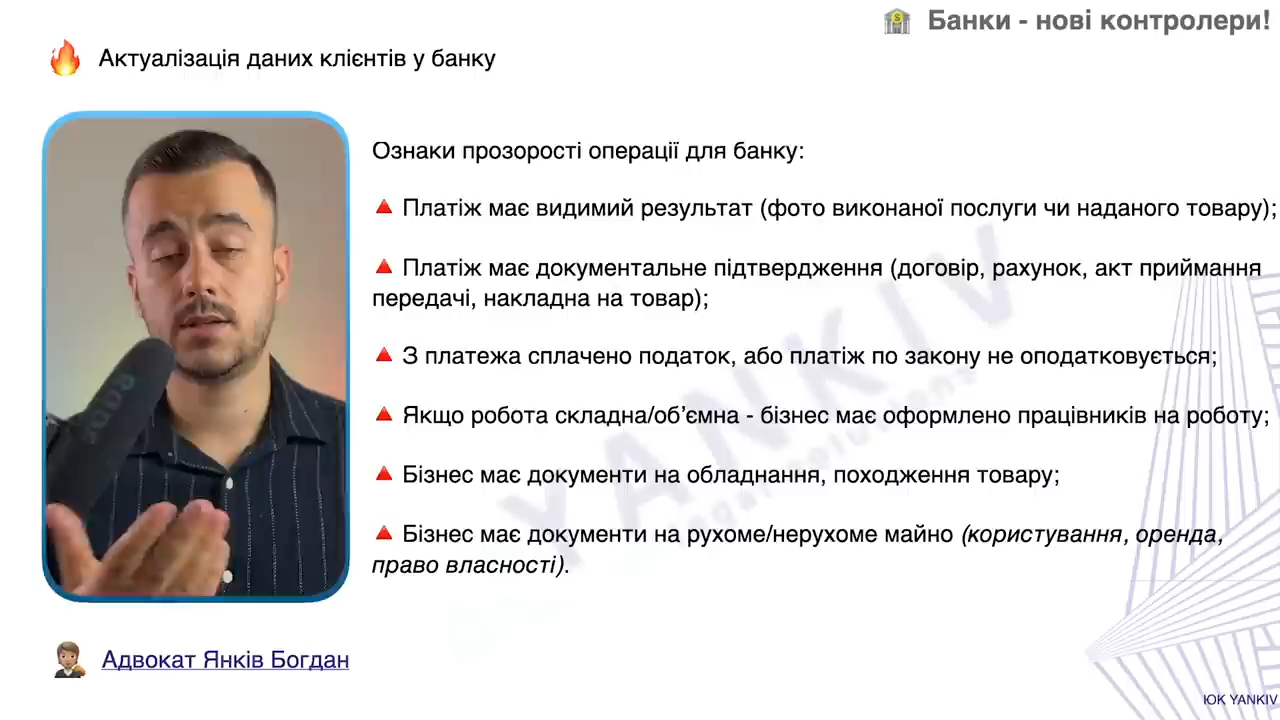 Банки - нові контролери!
Актуалізація даних клієнтів у банку
Ознаки прозорості операції для банку:
🔺 Платіж має видимий результат (фото виконаної послуги чи наданого товару);
🔺 Платіж має документальне підтвердження (договір, рахунок, акт приймання
передачі, накладна на товар);
🔺 З платежа сплачено податок, або платіж по закону не оподатковується;
🔺 Якщо робота складна/об’ємна - бізнес має оформлено працівників на роботу;
🔺 Бізнес має документи на обладнання, походження товару;
🔺 Бізнес має документи на рухоме/нерухоме майно (користування, оренда,
право власності).
YANKIV
legal solutions
Адвокат Янків Богдан
ЮК YANKIV